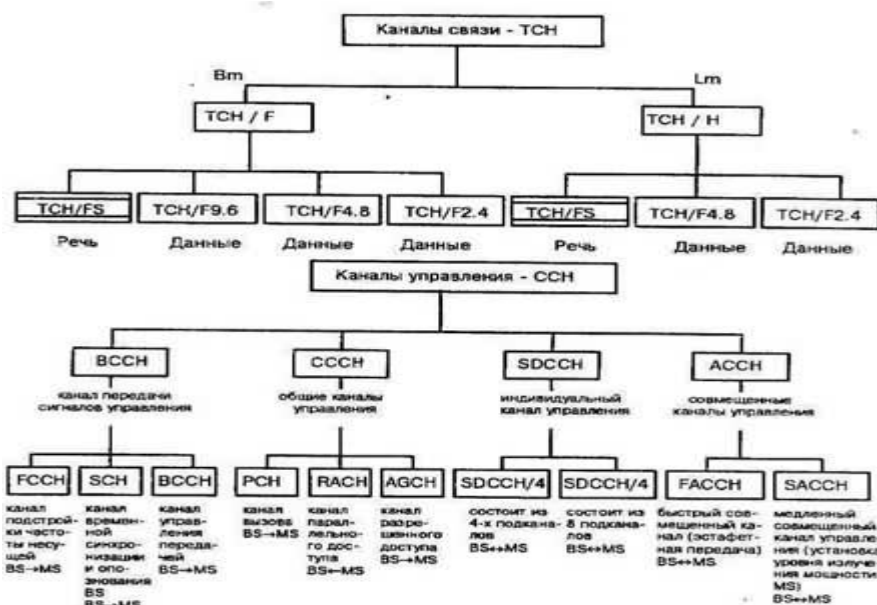 Каналы связи - TCH
Bm
Lm
TCH / F
TCH / H
TCH/FS
TCH/F9.6
TCH/F4.8
TCH/F2.4
TCH/FS
TCH/F4.8
TCH/F2.4
Речь
Данные
Данные
Данные
Речь
Данные
Данные
Каналы управления - CCH
BCCH
CCCH
SDCCH
ACCH
канал передачи
сигналов управления
общие каналы
управления
индивидуальный
канал управления
совмещенные
каналы управления
FCCH
SCH
BCCH
PCH
RACH
AGCH
SDCCH/4
SDCCH/4
FACCH
SACCH
канал
подстрой-
ки часто-
ты несу-
щей
BS→MS
канал
времен-
ной
синхро-
низации
и опо-
знования
BS
BS→MS
канал
управ-
ления
переда-
чей
BS→MS
канал
вызова
BS→MS
канал
парал-
лельно-
го дос-
тупа
BS←MS
канал
разре-
шенного
доступа
BS→MS
состоит из
4-х подкана-
лов
BS↔MS
состоит из
8 подкана-
лов
BS↔MS
быстрый сов-
мещенный ка-
нал (эстафет-
ная передача)
BS↔MS
медленный
совмещенный
канал управле-
ния (установка
уровня излуче-
ния мощности
MS)
BS↔MS